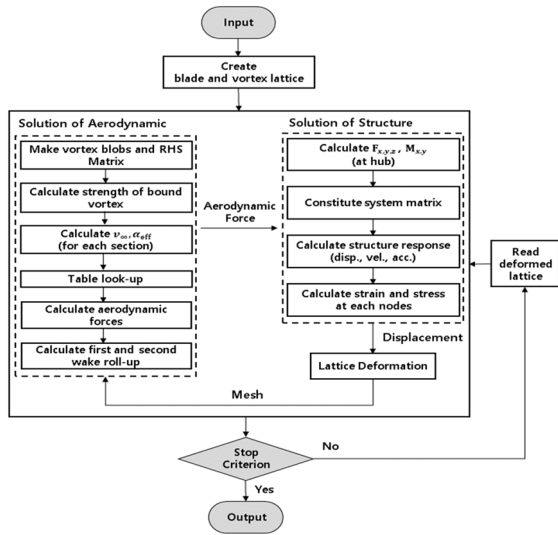 Input
Create
blade and vortex lattice
Solution of Aerodynamic
Make vortex blobs and RHS
Matrix
Calculate strength of bound
vortex
Calculate v∞, αeff
(for each section)
Table look-up
Calculate aerodynamic
forces
Calculate first and second
wake roll-up
Aerodynamic
Force
Solution of Structure
Calculate Fx,y,z, Mx,y
(at hub)
Constitute system matrix
Calculate structure response
(disp., vel., acc.)
Calculate strain and stress
at each nodes
Displacement
Lattice Deformation
Mesh
Read
deformed
lattice
Stop
Criterion
No
Yes
Output